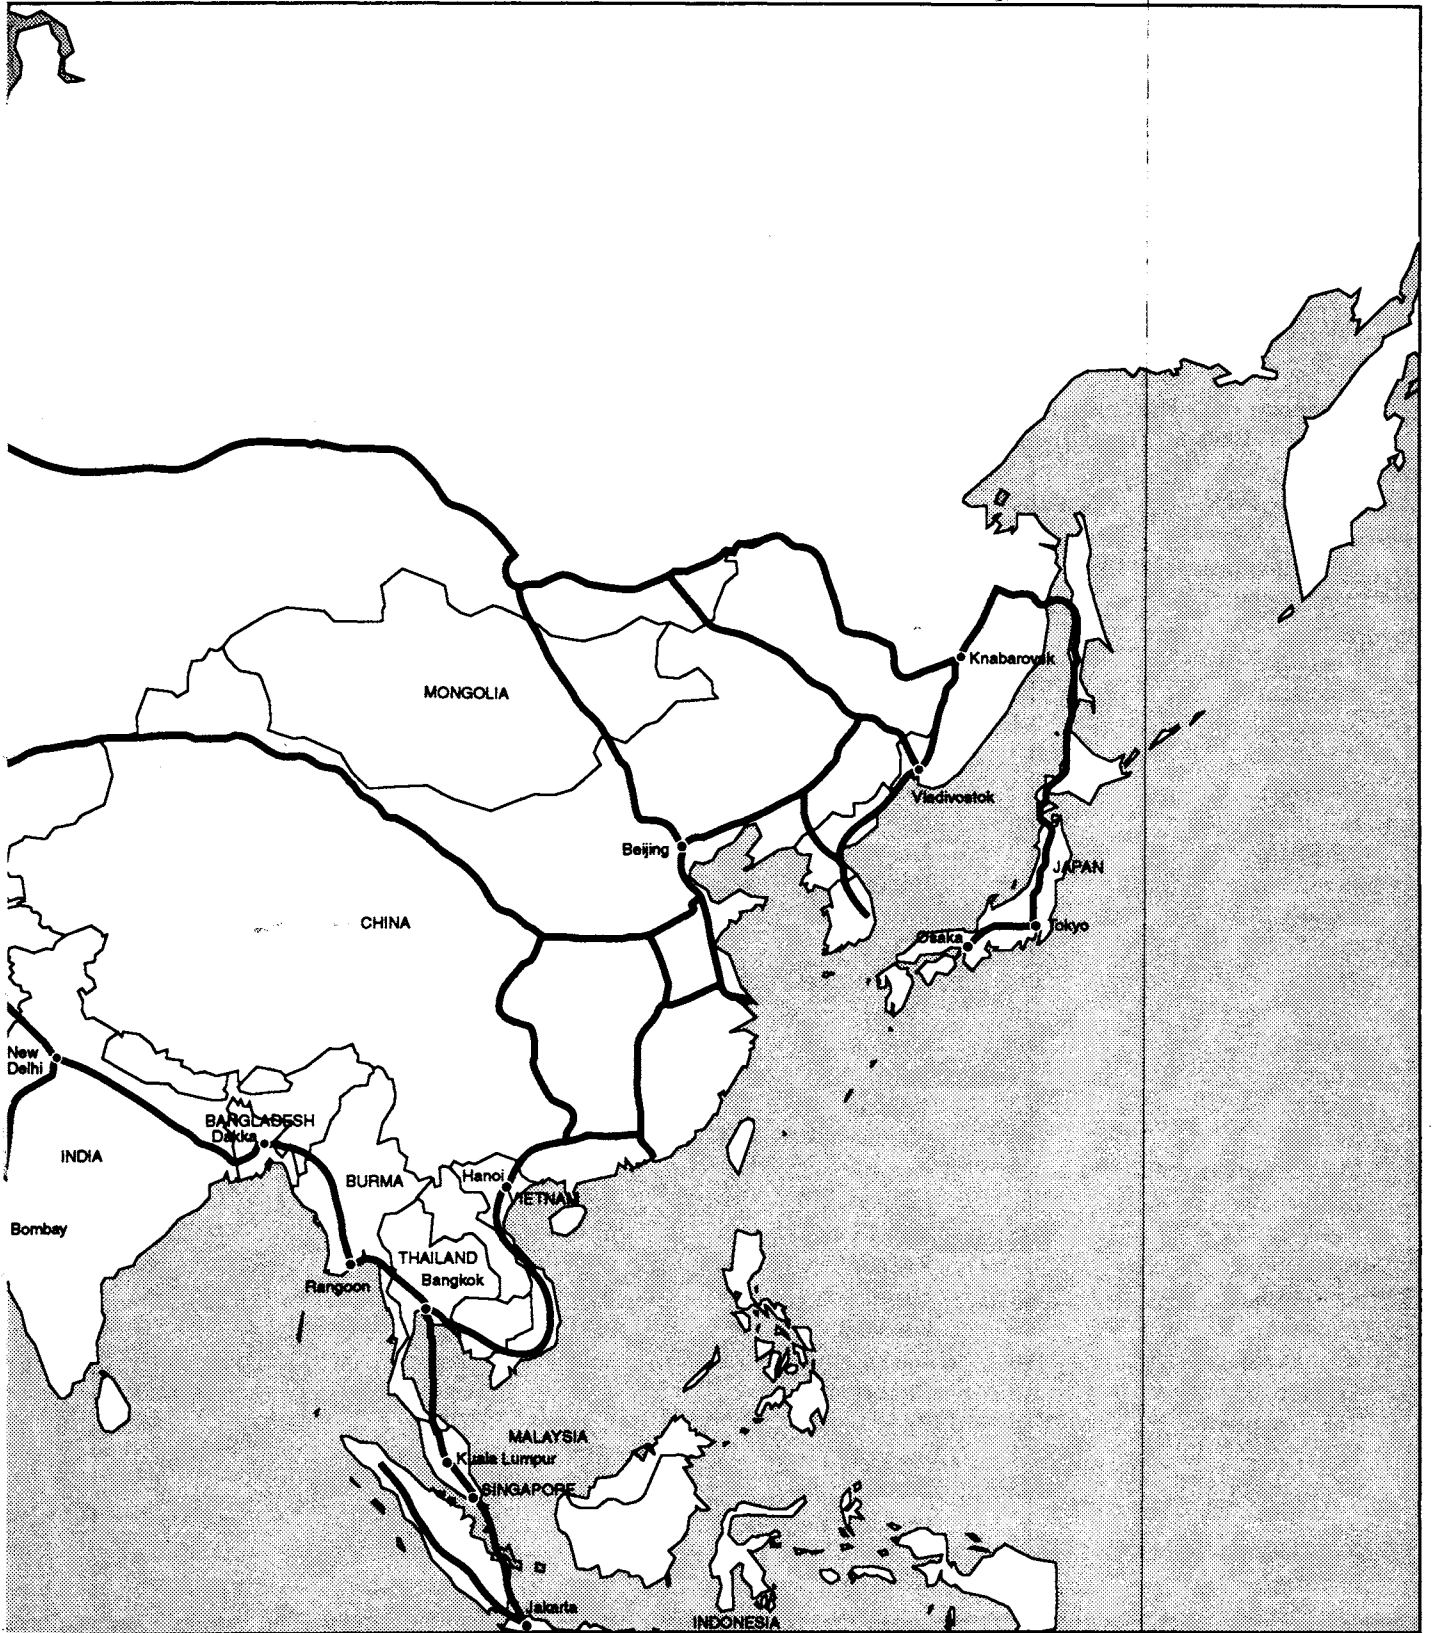 Knabarovsk
MONGOLIA
Vladivostok
Beijing
JAPAN
CHINA
Tokyo
Osaka
New
Delhi
BANGLADESH
Dakka
INDIA
BURMA
Hanoi
VIETNAM
Bombay
THAILAND
Bangkok
Rangoon
MALAYSIA
Kuala Lumpur
SINGAPORE
Jakarta
INDONESIA